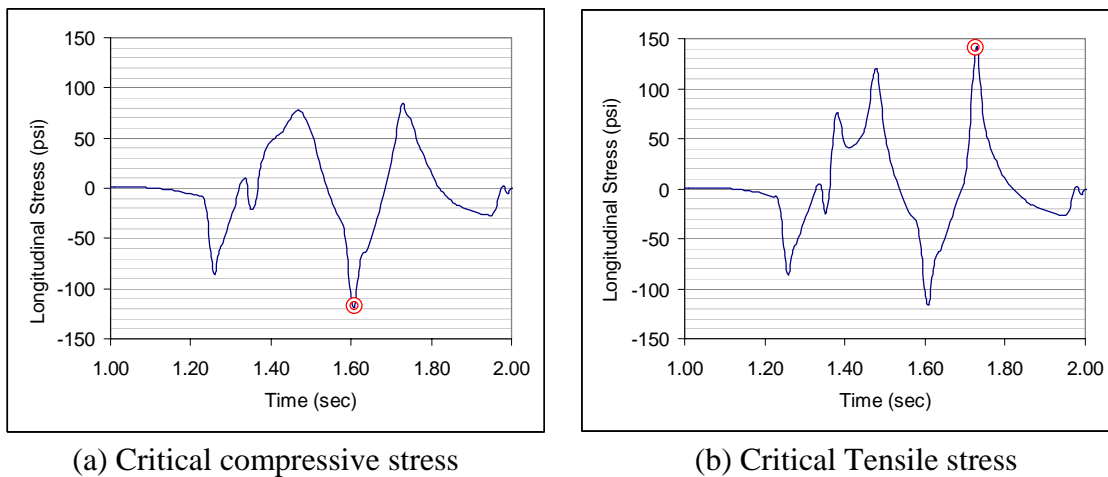 150
100
50
0
-50
-100
-150
Longitudinal Stress (psi)
1.00 1.20 1.40 1.60 1.80 2.00
Time (sec)
(a) Critical compressive stress
150
100
50
0
-50
-100
-150
Longitudinal Stress (psi)
1.00 1.20 1.40 1.60 1.80 2.00
Time (sec)
(b) Critical Tensile stress